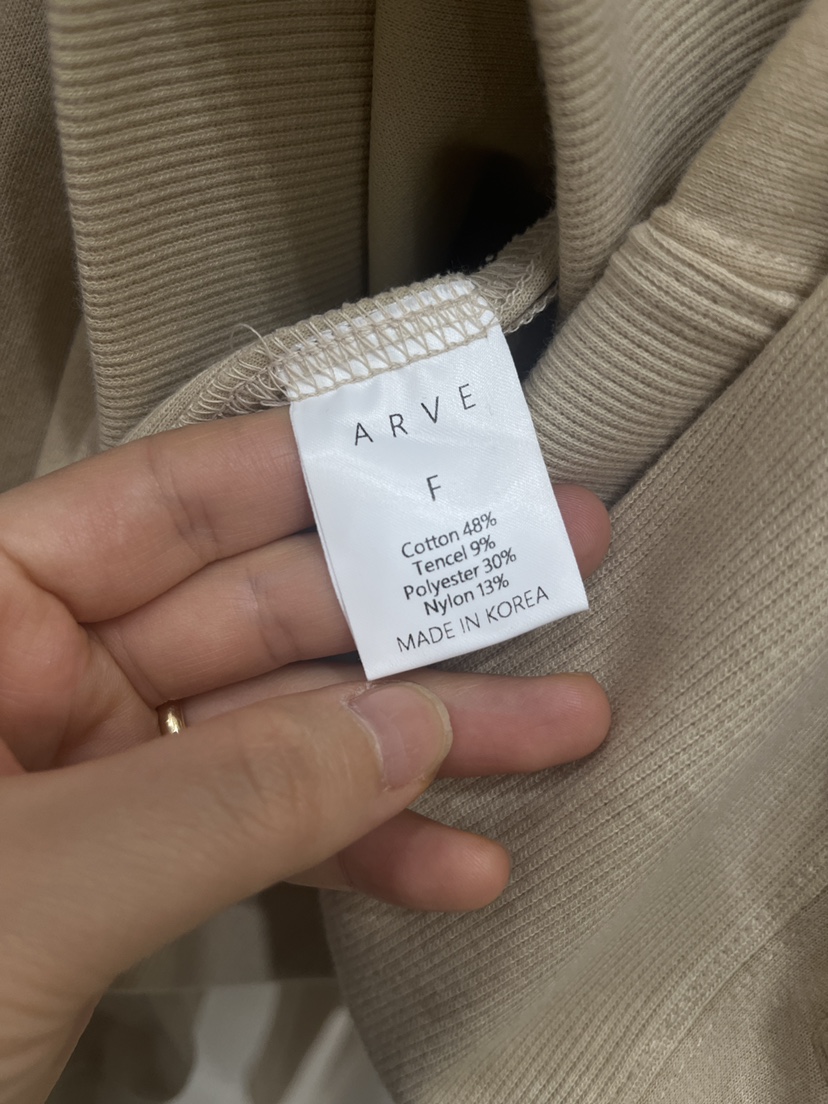 ARVE
F
Cotton 48%
Tencel 9%
Polyester 30%
Nylon 13%
MADE IN KOREA